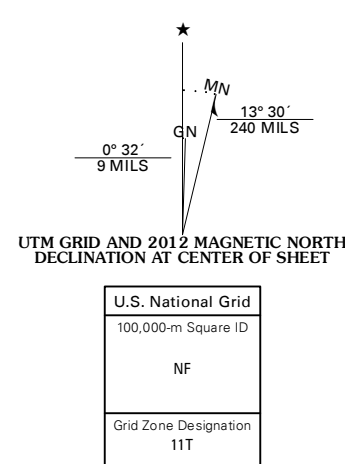 MN
GN
13° 30´
240 MILS
0° 32´
9 MILS
UTM GRID AND 2012 MAGNETIC NORTH
DECLINATION AT CENTER OF SHEET
U.S. National Grid
100,000-m Square ID
NF
Grid Zone Designation
11T